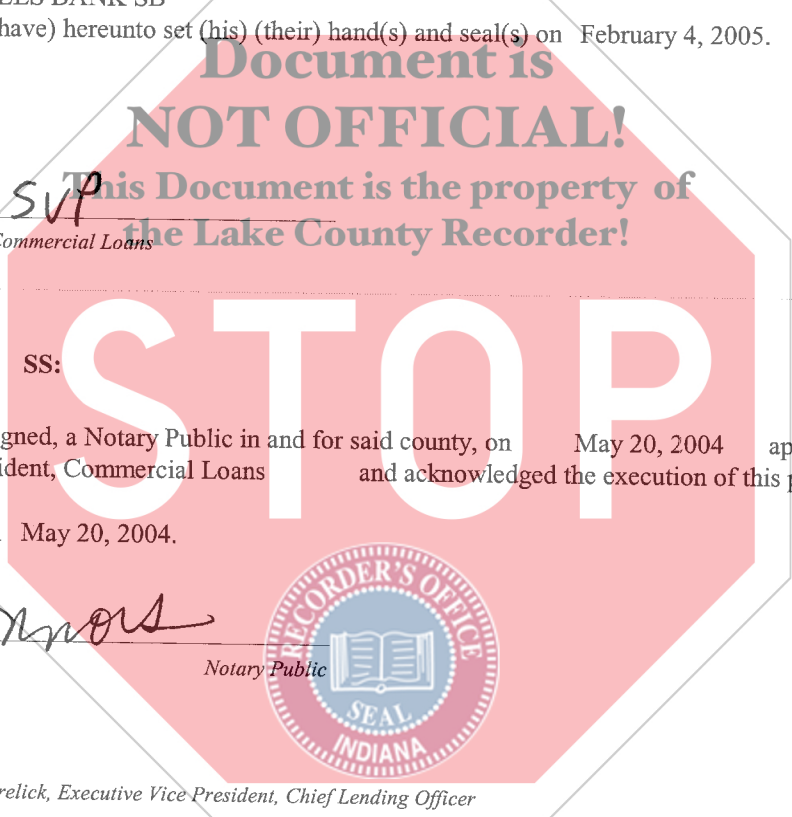 BANK SB
have) hereunto set (his) (their) hand(s) and seal(s) on February 4, 2005.
Document is
NOT OFFICIAL!
This Document is the property of
the Lake County Recorder!
SVP
Commercial Loans
STOP
SS:
gned, a Notary Public in and for said county, on May 20, 2004 ap
ident, Commercial Loans and acknowledged the execution of this p
May 20, 2004.
RECORDER'S OFFICE
SEAL
INDIANA
Notary Public
relick, Executive Vice President, Chief Lending Officer